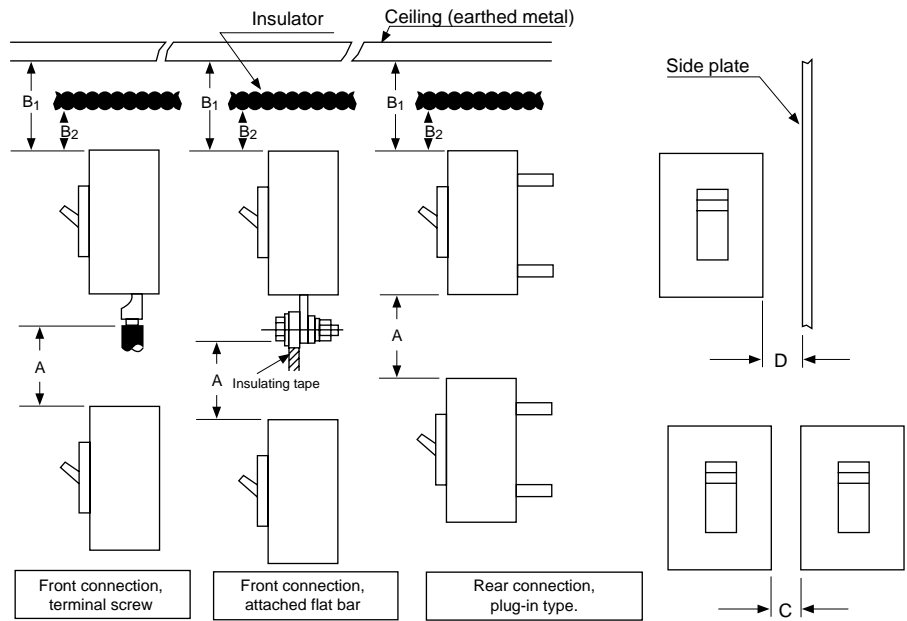 Insulator
Ceiling (earthed metal)
Side plate
B1
B2
B1
B2
B1
B2
A
A
A
Insulating tape
D
Front connection,
terminal screw
Front connection,
attached flat bar
Rear connection,
plug-in type.
C